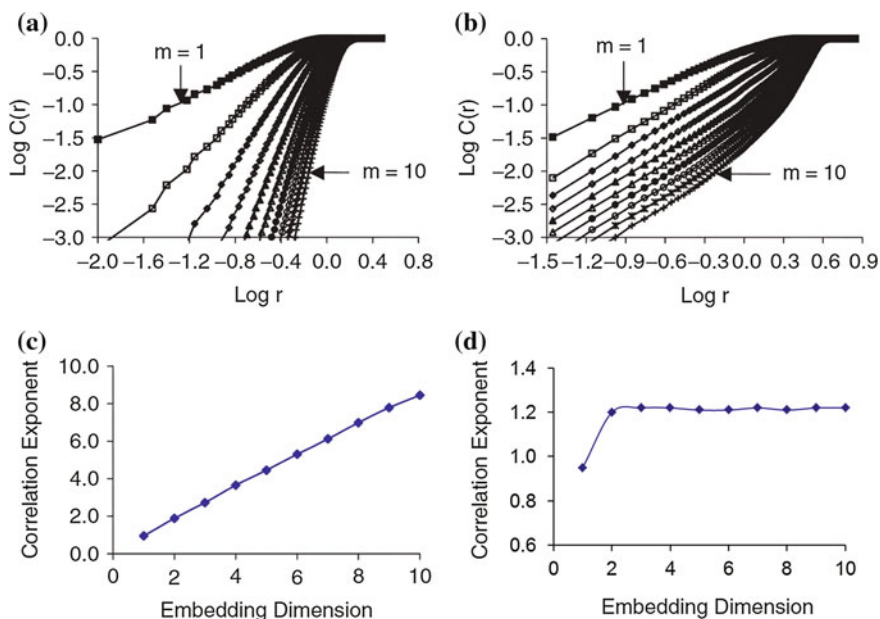 (a)
0.0
m = 1
−0.5
−1.0
−1.5
−2.0
m = 10
−2.5
−3.0
−2.0 −1.6 −1.2 −0.8 −0.4 0.0 0.4 0.8
Log C(r)
Log r
(b)
0.0
m = 1
−0.5
−1.0
−1.5
−2.0
m = 10
−2.5
−3.0
−1.5 −1.2 −0.9 −0.6 −0.3 0.0 0.3 0.6 0.9
Log C(r)
Log r
(c)
10.0
8.0
6.0
4.0
2.0
0.0
0 2 4 6 8 10
Correlation Exponent
Embedding Dimension
(d)
1.4
1.2
1.0
0.8
0.6
0 2 4 6 8 10
Correlation Exponent
Embedding Dimension